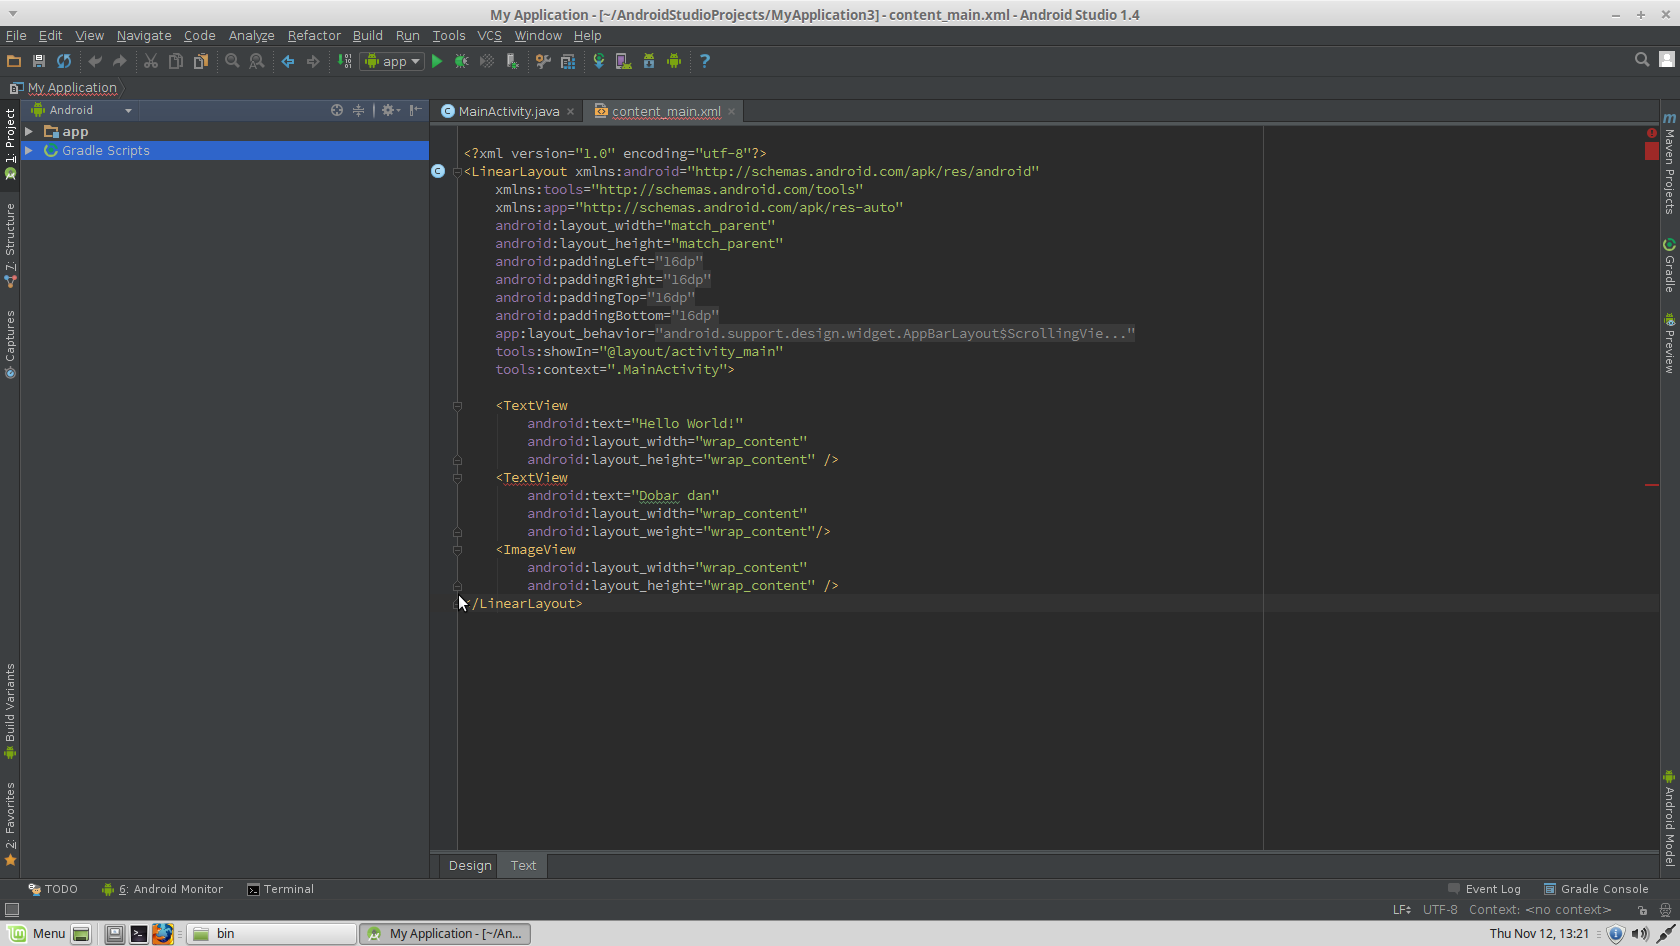 My Application - [~/AndroidStudioProjects/MyApplication3] - content_main.xml - Android Studio 1.4
File Edit View Navigate Code Analyze Refactor Build Run Tools VCS Window Help
app
My Application
Android
MainActivity.java
content_main.xml
app
Gradle Scripts
1: Project
7: Structure
Captures
Build Variants
2: Favorites
<?xml version="1.0" encoding="utf-8"?>
<LinearLayout xmlns:android="http://schemas.android.com/apk/res/android"
xmlns:tools="http://schemas.android.com/tools"
xmlns:app="http://schemas.android.com/apk/res-auto"
android:layout_width="match_parent"
android:layout_height="match_parent"
android:paddingLeft="16dp"
android:paddingRight="16dp"
android:paddingTop="16dp"
android:paddingBottom="16dp"
app:layout_behavior="android.support.design.widget.AppBarLayout$ScrollingVie..."
tools:showIn="@layout/activity_main"
tools:context=".MainActivity">
<TextView
android:text="Hello World!"
android:layout_width="wrap_content"
android:layout_height="wrap_content" />
<TextView
android:text="Dobar dan"
android:layout_width="wrap_content"
android:layout_weight="wrap_content"/>
<ImageView
android:layout_width="wrap_content"
android:layout_height="wrap_content" />
</LinearLayout>
Maven Projects
Gradle
Preview
Android Model
Design Text
TODO 6: Android Monitor Terminal Event Log Gradle Console
LF UTF-8 Context: <no context>
Menu bin My Application - [~/An... Thu Nov 12, 13:21